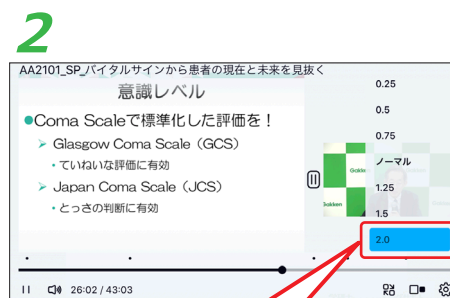 2
AA2101_SP_バイタルサインから患者の現在と未来を見抜く
意識レベル
●Coma Scaleで標準化した評価を！
➢ Glasgow Coma Scale（GCS）
・ていねいな評価に有効
➢ Japan Coma Scale（JCS）
・とっさの判断に有効
0.25
0.5
0.75
ノーマル
1.25
1.5
2.0
Gakken
26:02 / 43:03